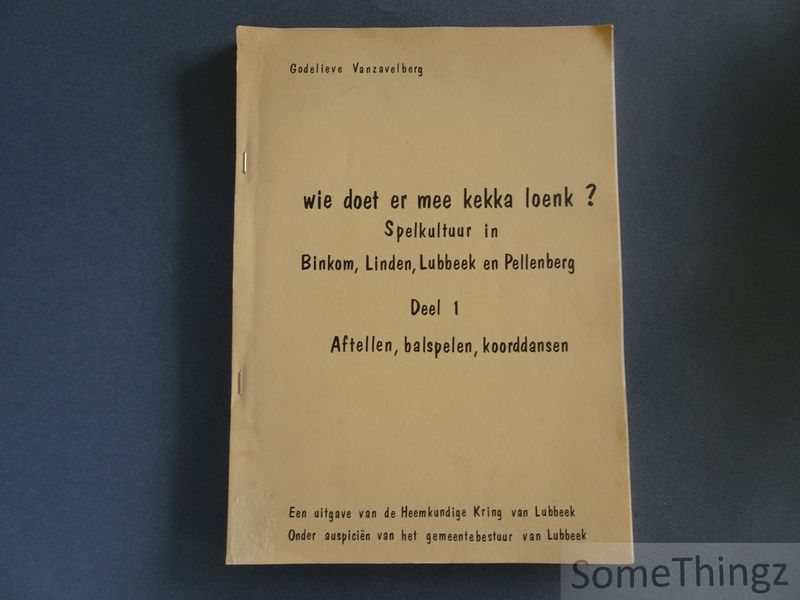 Godelieve Vanzavelberg
wie doet er mee kekka loenk ?
Spelkultuur in
Binkom, Linden, Lubbeek en Pellenberg
Deel 1
Aftellen, balspelen, koorddansen
Een uitgave van de Heemkundige Kring van Lubbeek
Onder auspiciën van het gemeentebestuur van Lubbeek
SomeThingz